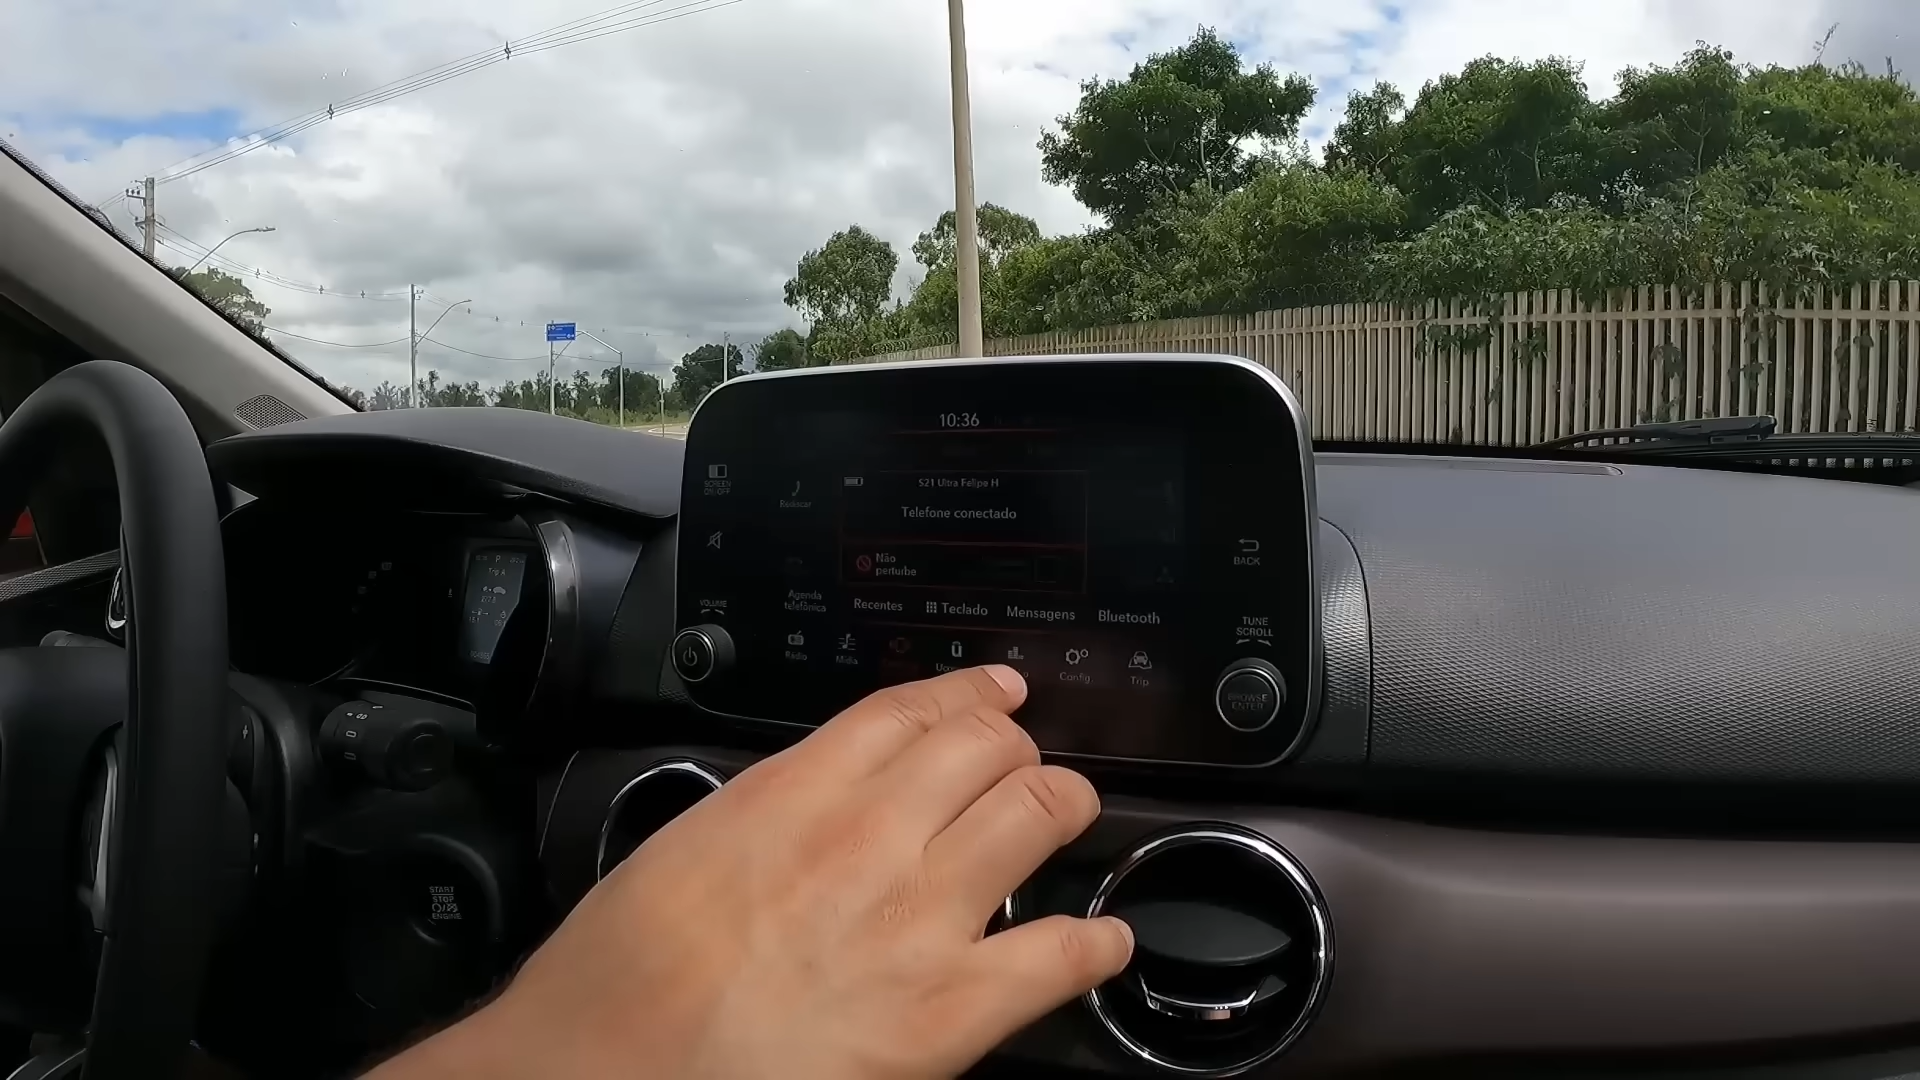 10:36
SCREEN
ON/OFF
S21 Ultra Felipe H
Telefone conectado
Não
perturbe
BACK
VOLUME
Agenda
telefônica
Recentes
Teclado
Mensagens
Bluetooth
TUNE
SCROLL
Rádio
Mídia
Config
Trip
BROWSE
ENTER
Trip A
START
STOP
ENGINE